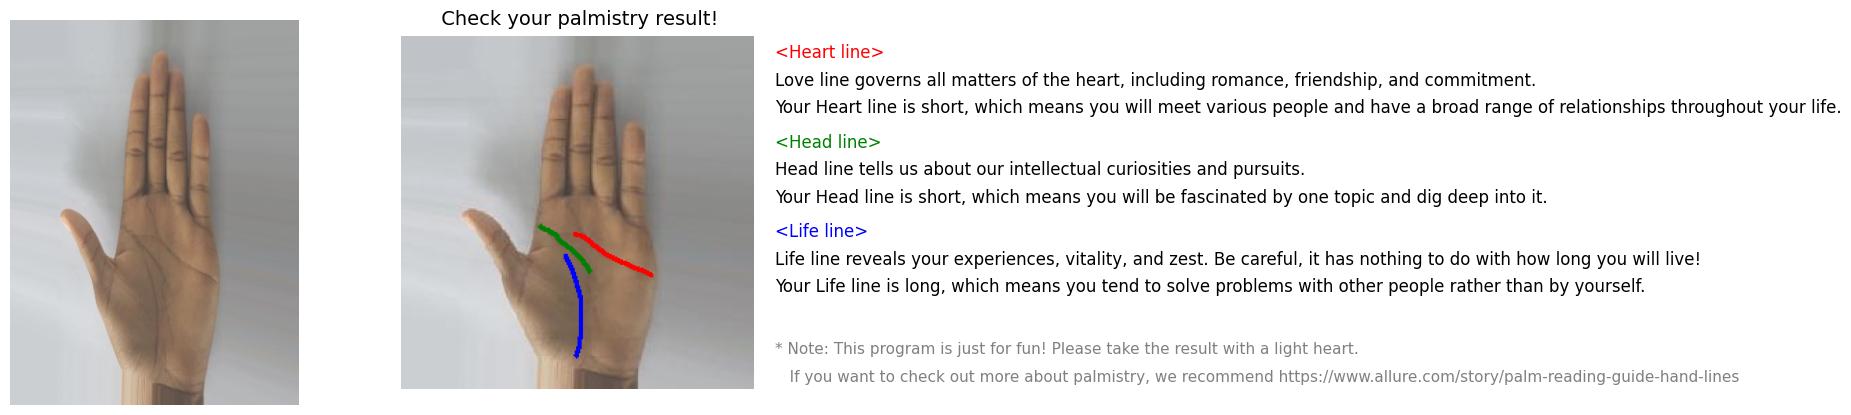 Check your palmistry result!
<Heart line>
Love line governs all matters of the heart, including romance, friendship, and commitment.
Your Heart line is short, which means you will meet various people and have a broad range of relationships throughout your life.
<Head line>
Head line tells us about our intellectual curiosities and pursuits.
Your Head line is short, which means you will be fascinated by one topic and dig deep into it.
<Life line>
Life line reveals your experiences, vitality, and zest. Be careful, it has nothing to do with how long you will live!
Your Life line is long, which means you tend to solve problems with other people rather than by yourself.
* Note: This program is just for fun! Please take the result with a light heart.
If you want to check out more about palmistry, we recommend https://www.allure.com/story/palm-reading-guide-hand-lines